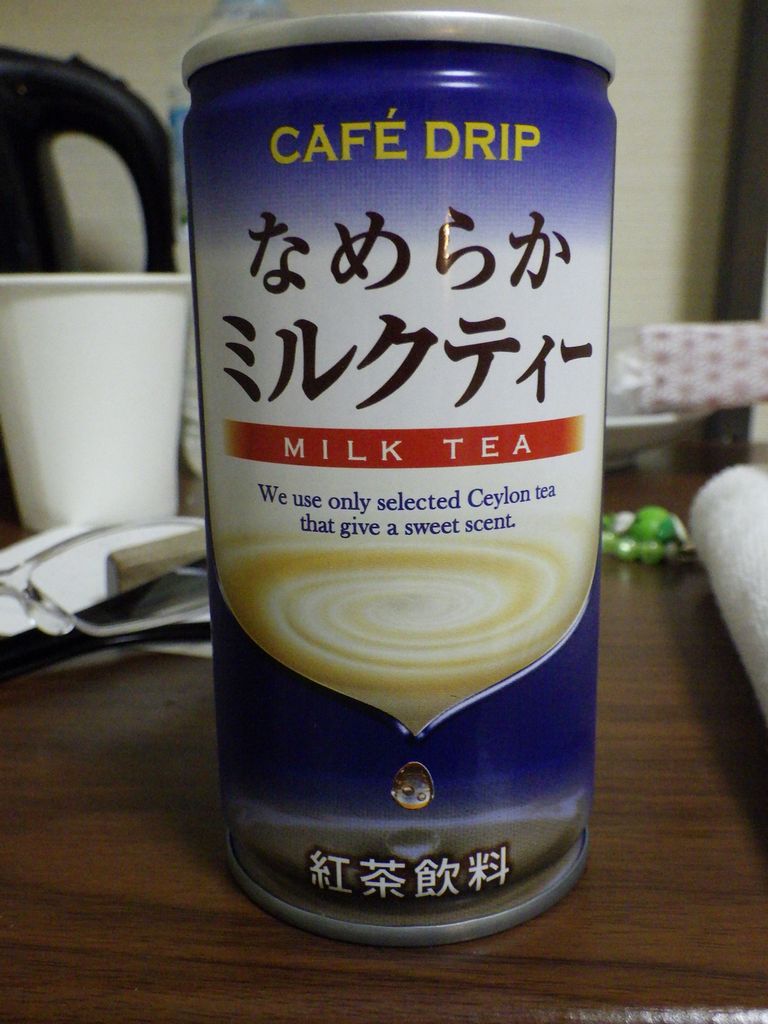 CAFÉ DRIP
なめらか
ミルクティー
MILK TEA
We use only selected Ceylon tea
that give a sweet scent.
紅茶飲料